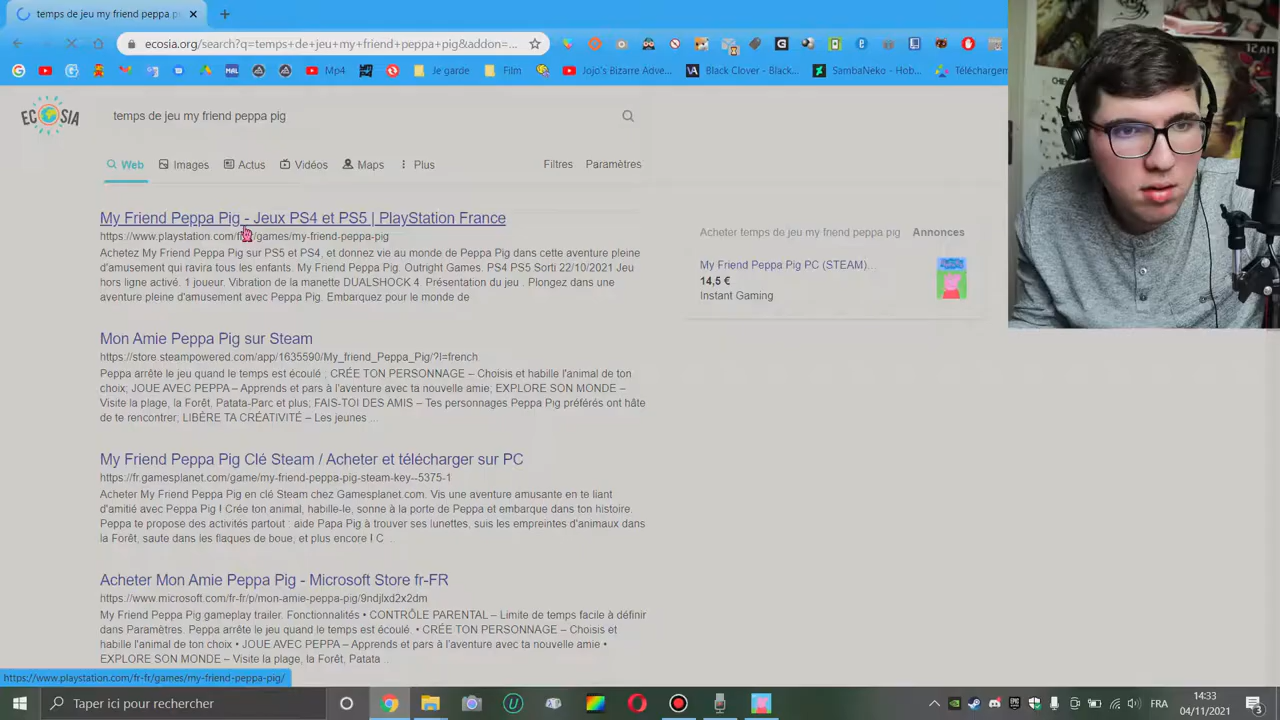 temps de jeu my friend peppa p
ecosia.org/search?q=temps+de+jeu+my+friend+peppa+pig&addon=...
Mp4
Je garde
Film
Jojo's Bizarre Adve...
Black Clover - Black...
SambaNeko - Hob...
Téléchargem
ECOSIA
temps de jeu my friend peppa pig
Web Images Actus Vidéos Maps Plus Filtres Paramètres
My Friend Peppa Pig - Jeux PS4 et PS5 | PlayStation France
https://www.playstation.com/fr-fr/games/my-friend-peppa-pig
Achetez My Friend Peppa Pig sur PS5 et PS4, et donnez vie au monde de Peppa Pig dans cette aventure pleine
d'amusement qui ravira tous les enfants. My Friend Peppa Pig. Outright Games. PS4 PS5 Sorti 22/10/2021 Jeu
hors ligne activé. 1 joueur. Vibration de la manette DUALSHOCK 4. Présentation du jeu . Plongez dans une
aventure pleine d'amusement avec Peppa Pig. Embarquez pour le monde de
Acheter temps de jeu my friend peppa pig Annonces
My Friend Peppa Pig PC (STEAM)...
14,5 €
Instant Gaming
Mon Amie Peppa Pig sur Steam
https://store.steampowered.com/app/1635590/My_friend_Peppa_Pig/?l=french
Peppa arrête le jeu quand le temps est écoulé ; CRÉE TON PERSONNAGE – Choisis et habille l'animal de ton
choix; JOUE AVEC PEPPA – Apprends et pars à l'aventure avec ta nouvelle amie; EXPLORE SON MONDE –
Visite la plage, la Forêt, Patata-Parc et plus; FAIS-TOI DES AMIS – Tes personnages Peppa Pig préférés ont hâte
de te rencontrer; LIBÈRE TA CRÉATIVITÉ – Les jeunes ...
My Friend Peppa Pig Clé Steam / Acheter et télécharger sur PC
https://fr.gamesplanet.com/game/my-friend-peppa-pig-steam-key--5375-1
Acheter My Friend Peppa Pig en clé Steam chez Gamesplanet.com. Vis une aventure amusante en te liant
d'amitié avec Peppa Pig ! Crée ton animal, habille-le, sonne à la porte de Peppa et embarque dans ton histoire.
Peppa te propose des activités partout : aide Papa Pig à trouver ses lunettes, suis les empreintes d'animaux dans
la Forêt, saute dans les flaques de boue, et plus encore ! C ...
Acheter Mon Amie Peppa Pig - Microsoft Store fr-FR
https://www.microsoft.com/fr-fr/p/mon-amie-peppa-pig/9ndjlxd2x2dm
My Friend Peppa Pig gameplay trailer. Fonctionnalités • CONTRÔLE PARENTAL – Limite de temps facile à définir
dans Paramètres. Peppa arrête le jeu quand le temps est écoulé. • CRÉE TON PERSONNAGE – Choisis et
habille l'animal de ton choix • JOUE AVEC PEPPA – Apprends et pars à l'aventure avec ta nouvelle amie •
EXPLORE SON MONDE – Visite la plage, la Forêt, Patata ...
https://www.playstation.com/fr-fr/games/my-friend-peppa-pig/
Taper ici pour rechercher
FRA
14:33
04/11/2021